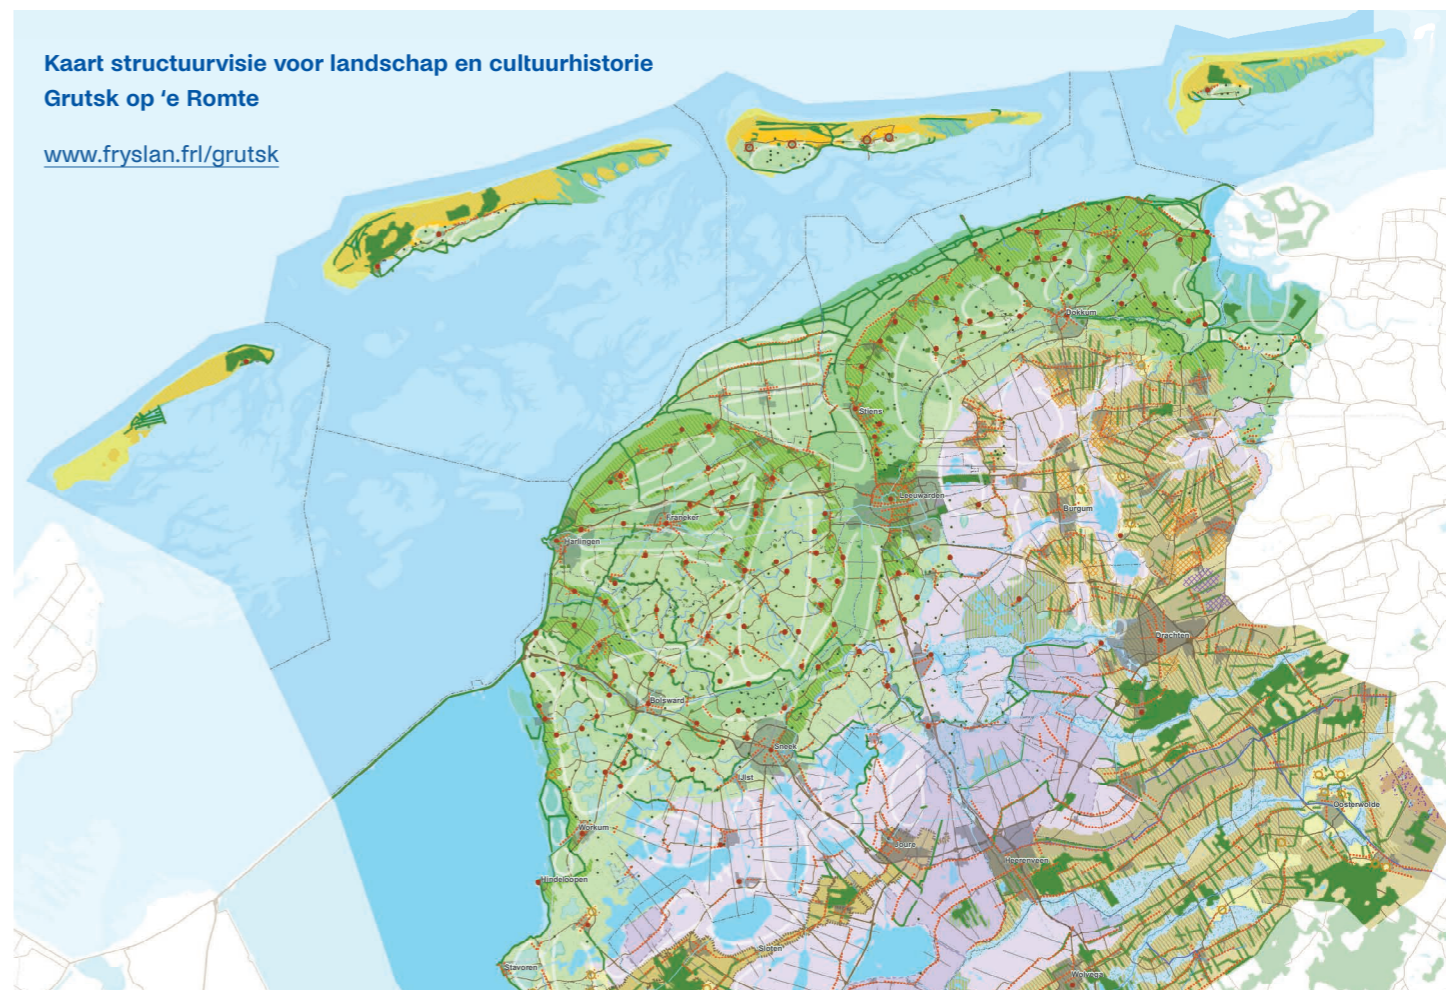 Kaart structuurvisie voor landschap en cultuurhistorie
Grutsk op ‘e Romte
www.fryslan.frl/grutsk
Dokkum
Stiens
Leeuwarden
Burgum
Franeker
Harlingen
Drachten
Bolsward
Sneek
IJlst
Oosterwolde
Workum
Joure
Heerenveen
Hindeloopen
Sloten
Stavoren
Wolvega